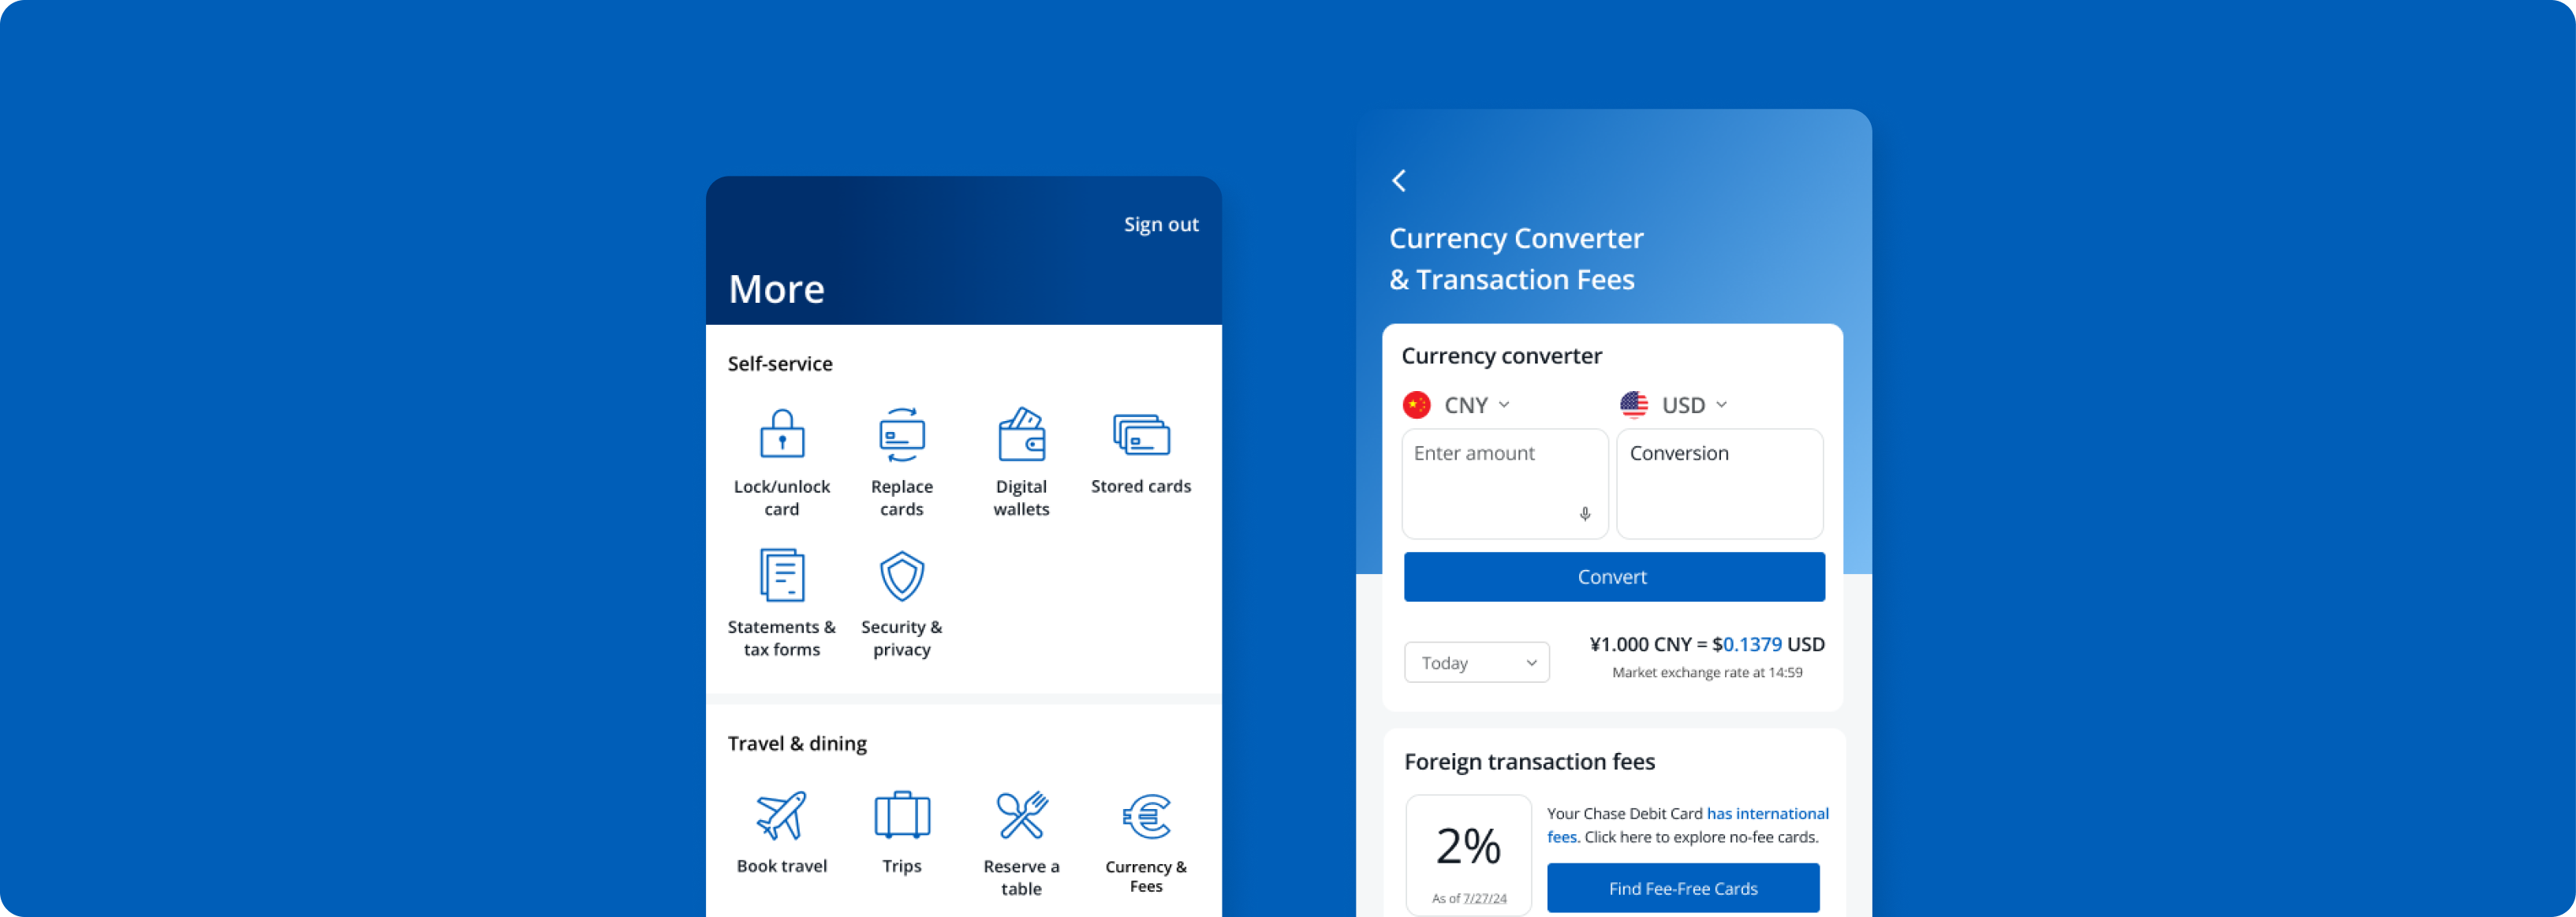 Sign out
More
Self-service
Lock/unlock
card
Replace
cards
Digital
wallets
Stored cards
Statements &
tax forms
Security &
privacy
Travel & dining
Book travel
Trips
Reserve a
table
Currency &
Fees
Currency Converter
& Transaction Fees
Currency converter
CNY
USD
Enter amount
Conversion
Convert
Today
¥1.000 CNY = $0.1379 USD
Market exchange rate at 14:59
Foreign transaction fees
2%
As of 7/27/24
Your Chase Debit Card has international
fees. Click here to explore no-fee cards.
Find Fee-Free Cards